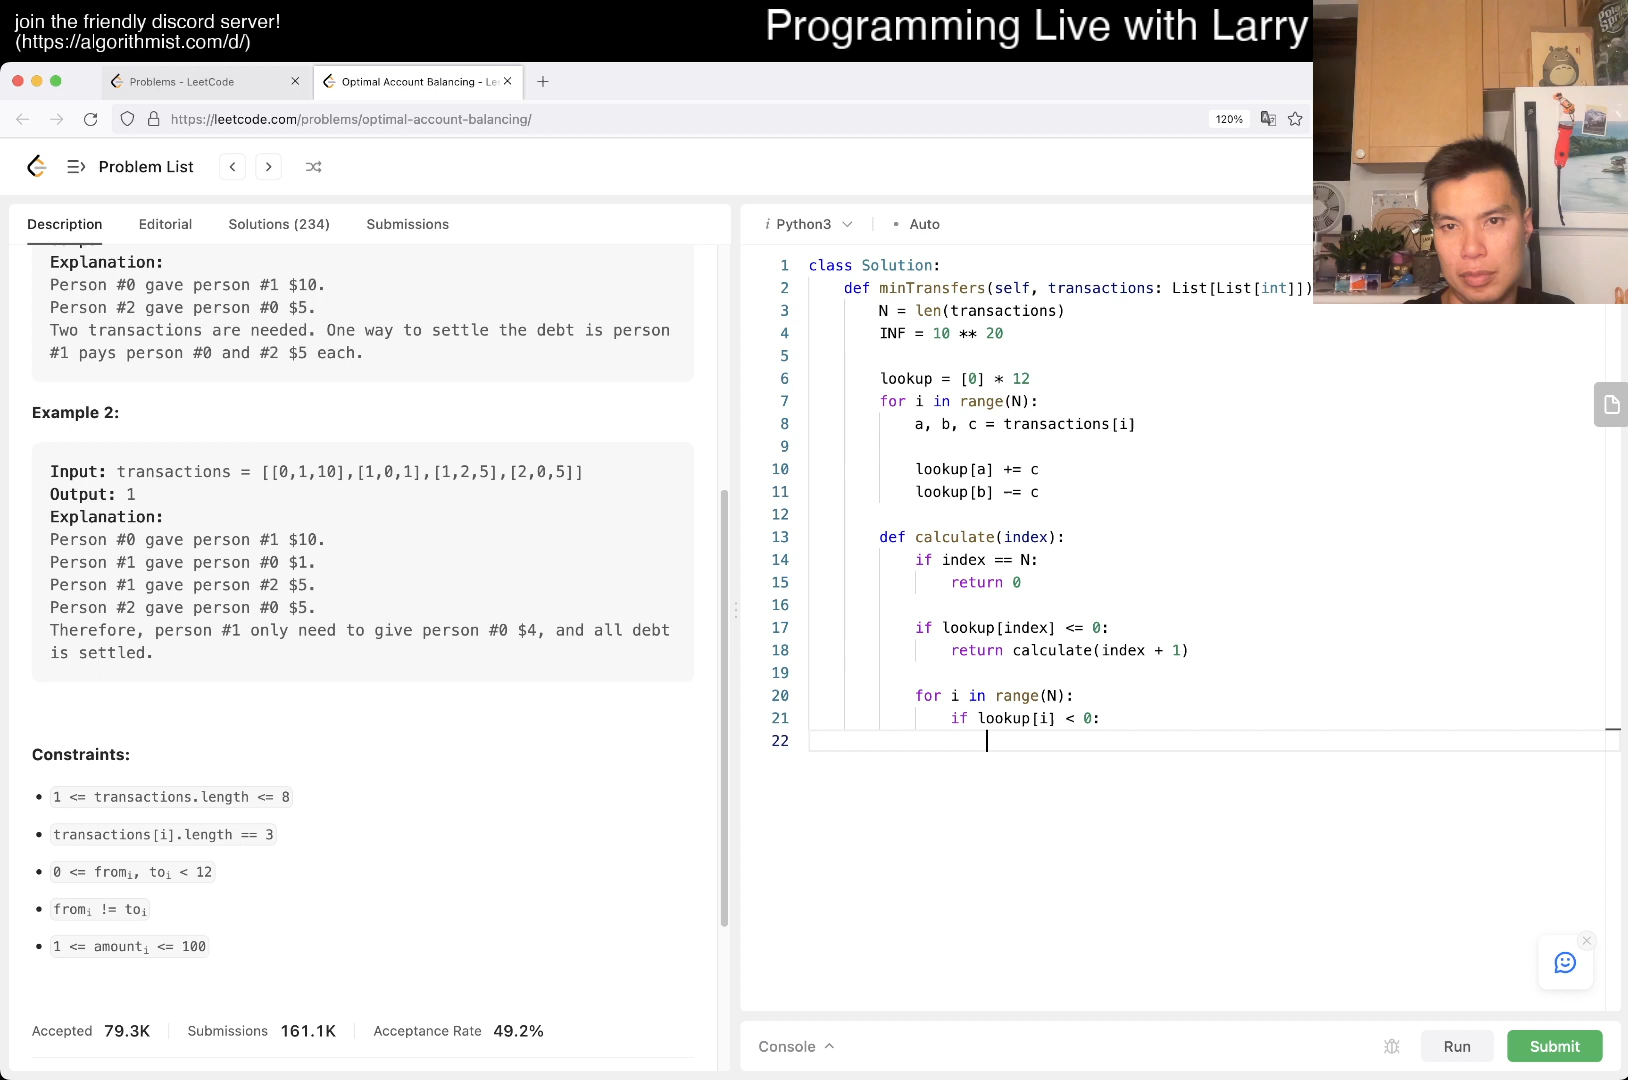 join the friendly discord server!
(https://algorithmist.com/d/)
Programming Live with Larry
Problems - LeetCode
Optimal Account Balancing - Le
https://leetcode.com/problems/optimal-account-balancing/
120%
Problem List
Description
Editorial
Solutions (234)
Submissions
Explanation:
Person #0 gave person #1 $10.
Person #2 gave person #0 $5.
Two transactions are needed. One way to settle the debt is person
#1 pays person #0 and #2 $5 each.
Example 2:
Input: transactions = [[0,1,10],[1,0,1],[1,2,5],[2,0,5]]
Output: 1
Explanation:
Person #0 gave person #1 $10.
Person #1 gave person #0 $1.
Person #1 gave person #2 $5.
Person #2 gave person #0 $5.
Therefore, person #1 only need to give person #0 $4, and all debt
is settled.
Constraints:
1 <= transactions.length <= 8
transactions[i].length == 3
0 <= fromi, toi < 12
fromi != toi
1 <= amounti <= 100
Accepted 79.3K
Submissions 161.1K
Acceptance Rate 49.2%
i Python3
Auto
1 class Solution:
2 def minTransfers(self, transactions: List[List[int]])
3 N = len(transactions)
4 INF = 10 ** 20
5
6 lookup = [0] * 12
7 for i in range(N):
8 a, b, c = transactions[i]
9
10 lookup[a] += c
11 lookup[b] -= c
12
13 def calculate(index):
14 if index == N:
15 return 0
16
17 if lookup[index] <= 0:
18 return calculate(index + 1)
19
20 for i in range(N):
21 if lookup[i] < 0:
22
Console
Run
Submit